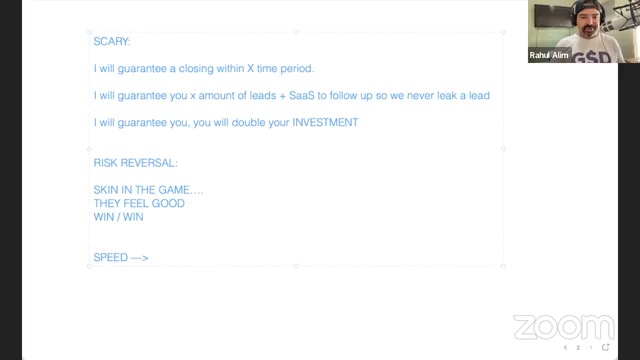 SCARY:
I will guarantee a closing within X time period.
I will guarantee you x amount of leads + SaaS to follow up so we never leak a lead
I will guarantee you, you will double your INVESTMENT
RISK REVERSAL:
SKIN IN THE GAME....
THEY FEEL GOOD
WIN / WIN
SPEED —>
Rahul Alim
G$D
zoom
2